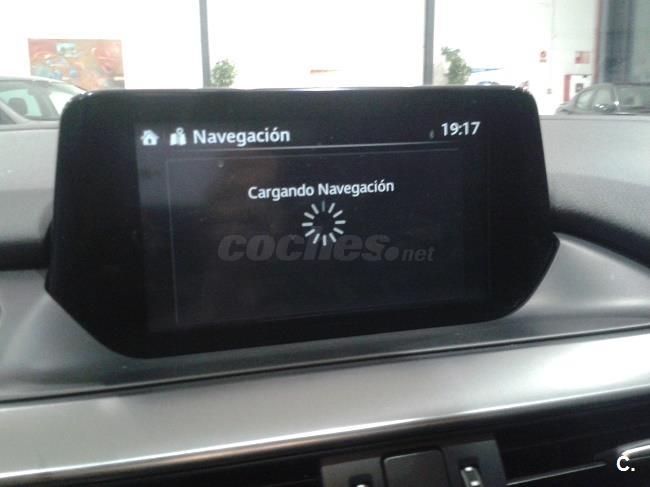 Navegación
19:17
Cargando Navegación
coches.net
C.